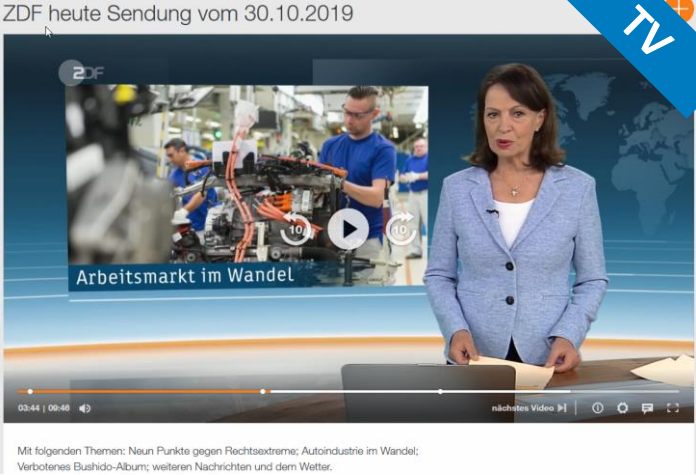 ZDF heute Sendung vom 30.10.2019
TV
ZDF
10 10
Arbeitsmarkt im Wandel
03:44 | 09:46
nächstes Video
Mit folgenden Themen: Neun Punkte gegen Rechtsextreme; Autoindustrie im Wandel;
Verbotenes Bushido-Album; weiteren Nachrichten und dem Wetter.